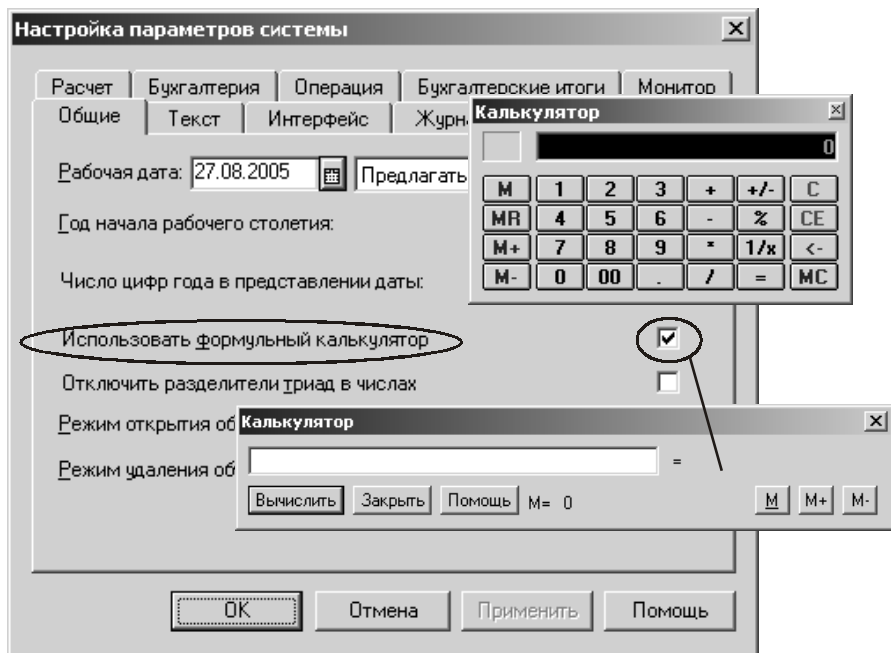 Настройка параметров системы
Расчет Бухгалтерия Операция Бухгалтерские итоги Монитор
Общие Текст Интерфейс
Калькулятор
0
Рабочая дата: 27.08.2005 Предлагать
M 1 2 3 + +/- C
MR 4 5 6 - % CE
M+ 7 8 9 * 1/x <-
M- 0 00 . / = MC
Год начала рабочего столетия:
Число цифр года в представлении даты:
Использовать формульный калькулятор
Отключить разделители триад в числах
Режим открытия об
Режим удаления об
Калькулятор
=
Вычислить Закрыть Помощь M= 0 M M+ M-
OK Отмена Применить Помощь